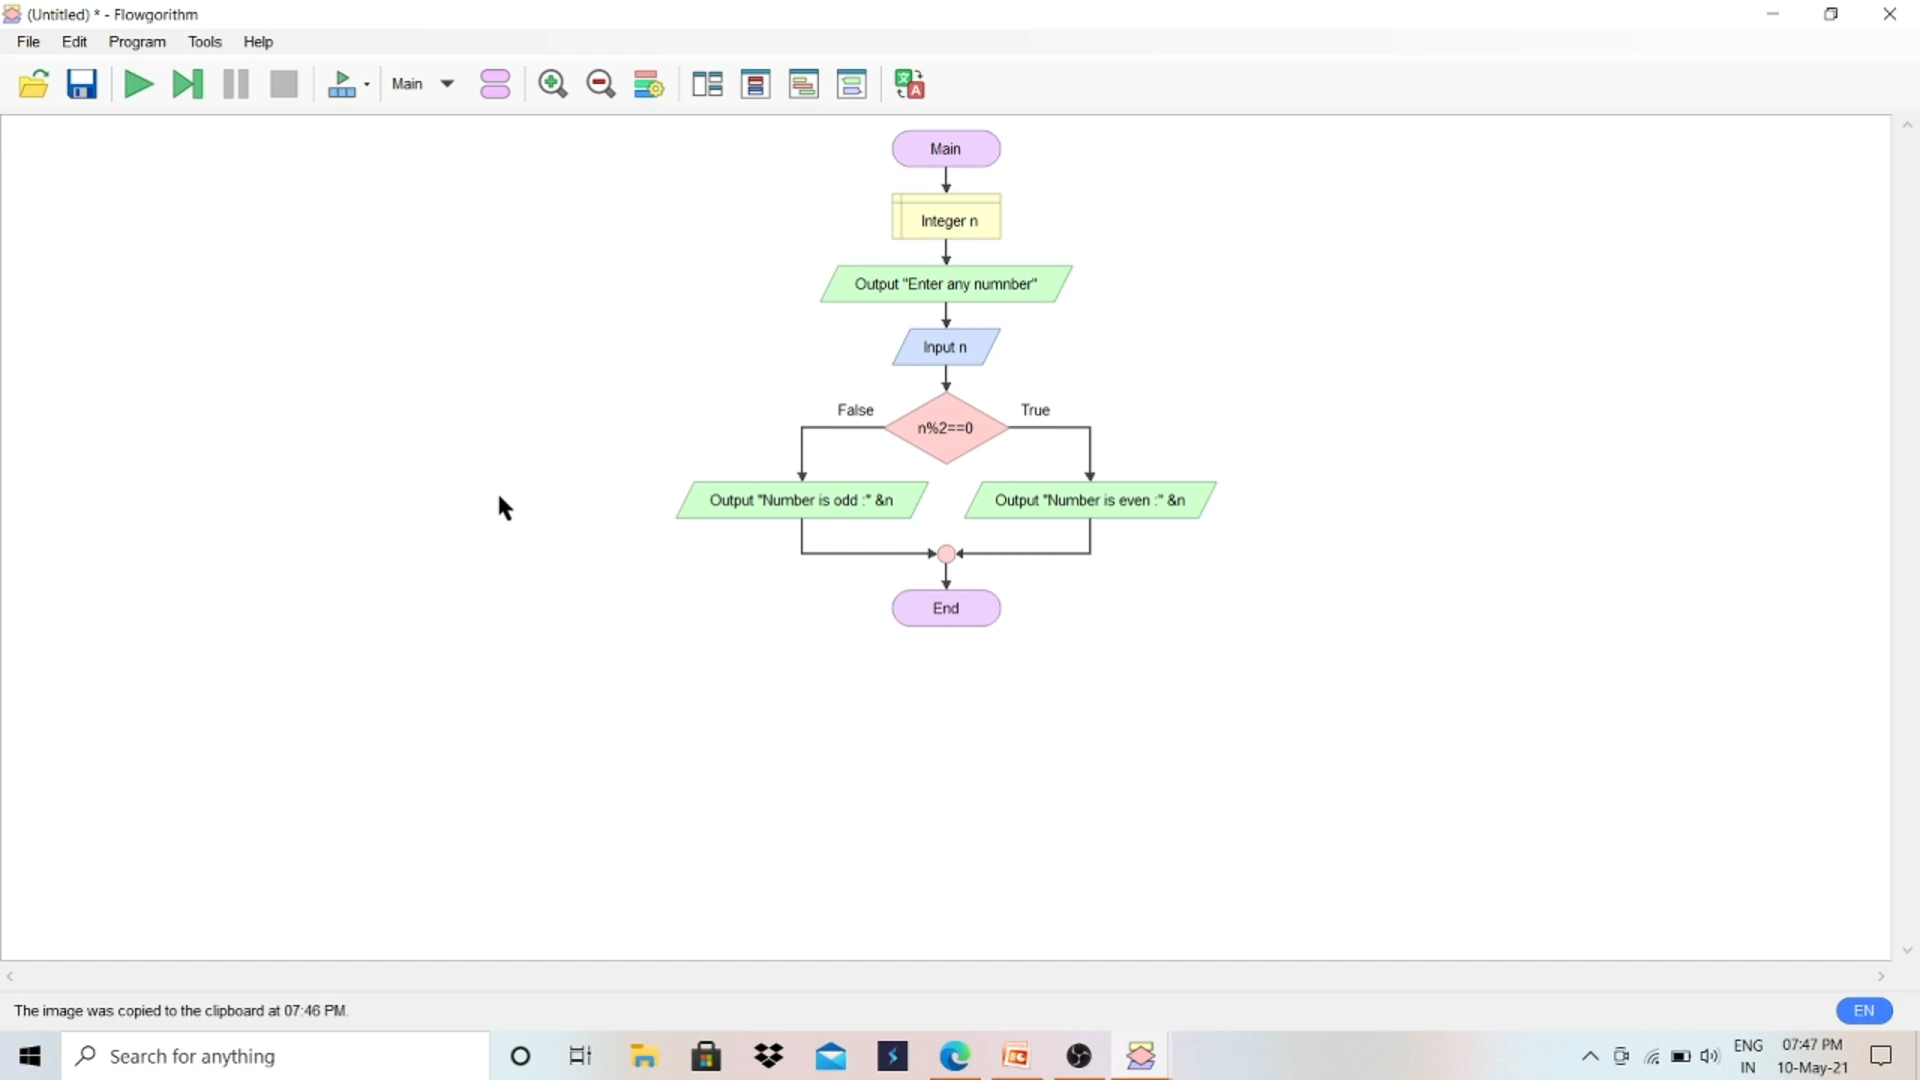 (Untitled) * - Flowgorithm
File Edit Program Tools Help
Main
Main
Integer n
Output "Enter any numnber"
Input n
False True
n%2==0
Output "Number is odd :" &n Output "Number is even :" &n
End
The image was copied to the clipboard at 07:46 PM.
EN
Search for anything
ENG 07:47 PM
IN 10-May-21